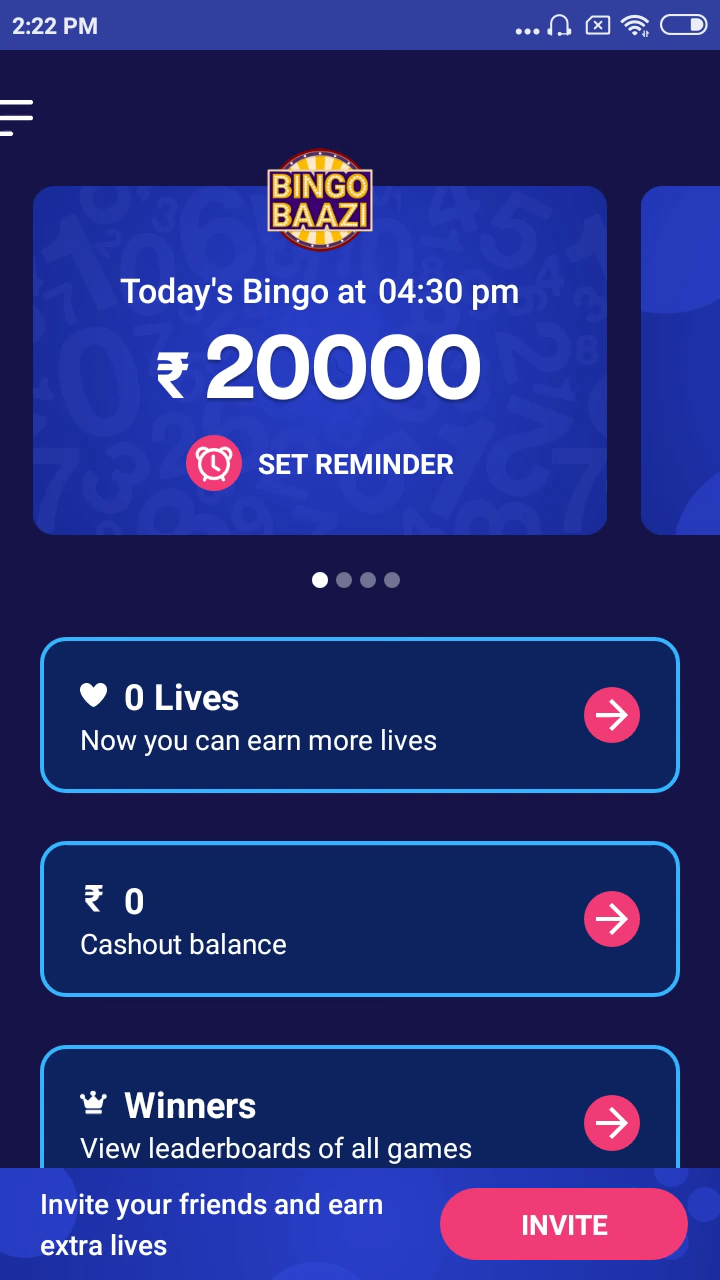 2:22 PM
BINGO
BAAZI
Today's Bingo at 04:30 pm
₹ 20000
SET REMINDER
0 Lives
Now you can earn more lives
₹ 0
Cashout balance
Winners
View leaderboards of all games
Invite your friends and earn
extra lives
INVITE